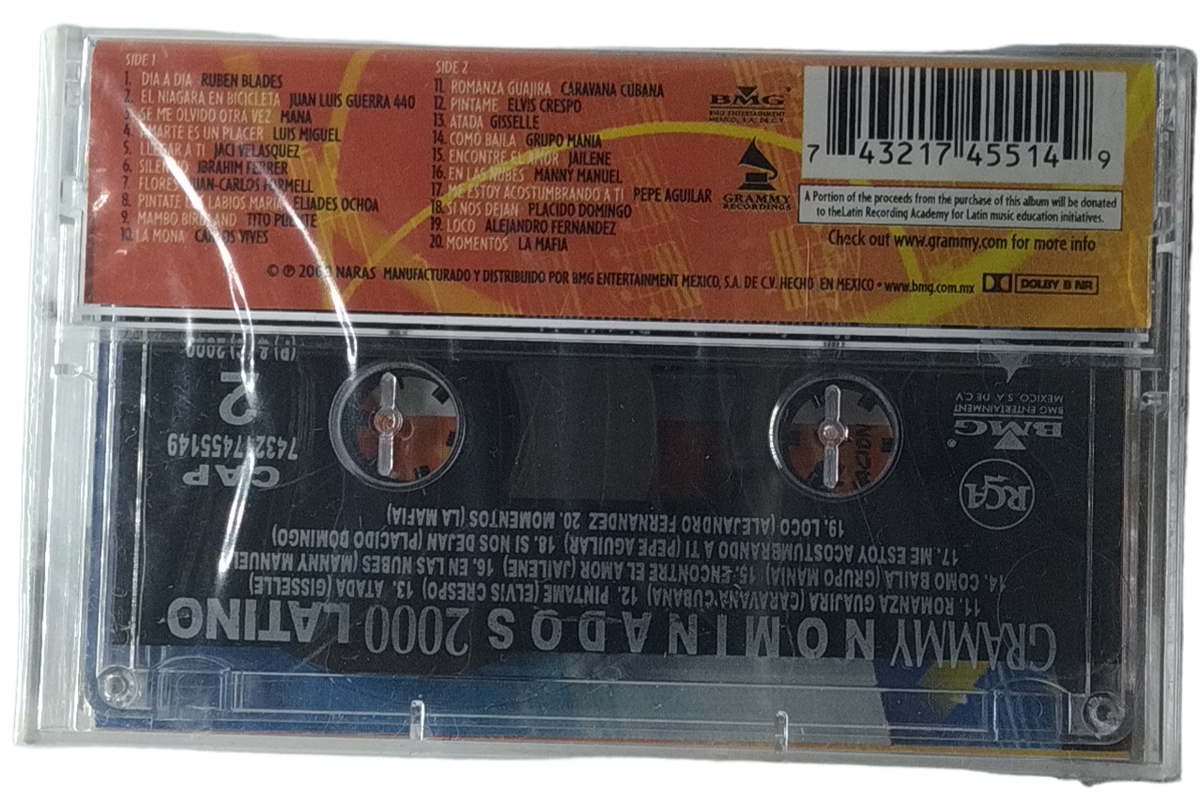 SIDE 1
1. DIA A DIA RUBEN BLADES
2. EL NIAGARA EN BICICLETA JUAN LUIS GUERRA 440
3. SE ME OLVIDO OTRA VEZ MANA
4. AMARTE ES UN PLACER LUIS MIGUEL
5. LLEGAR A TI JACI VELASQUEZ
6. SILENCIO IBRAHIM FERRER
7. FLORES JUAN-CARLOS FORMELL
8. PINTATE LOS LABIOS MARIA ELIADES OCHOA
9. MAMBO BIRDLAND TITO PUENTE
10. LA MONA CARLOS VIVES
SIDE 2
11. ROMANZA GUAJIRA CARAVANA CUBANA
12. PINTAME ELVIS CRESPO
13. ATADA GISSELLE
14. COMO BAILA GRUPO MANIA
15. ENCONTRE EL AMOR JAILENE
16. EN LAS NUBES MANNY MANUEL
17. ME ESTOY ACOSTUMBRANDO A TI PEPE AGUILAR
18. SI NOS DEJAN PLACIDO DOMINGO
19. LOCO ALEJANDRO FERNANDEZ
20. MOMENTOS LA MAFIA
BMG
BMG ENTERTAINMENT
MEXICO, S.A. DE C.V.
GRAMMY
RECORDINGS
7 43217 45514 9
A Portion of the proceeds from the purchase of this album will be donated
to theLatin Recording Academy for Latin music education initiatives.
Check out www.grammy.com for more info
© ℗ 2000 NARAS MANUFACTURADO Y DISTRIBUIDO POR BMG ENTERTAINMENT MEXICO, S.A. DE C.V. HECHO EN MEXICO • www.bmg.com.mx DOLBY B NR
GRAMMY NOMINADOS 2000 LATINO
11. ROMANZA GUAJIRA (CARAVANA CUBANA) 12. PINTAME (ELVIS CRESPO) 13. ATADA (GISSELLE)
14. COMO BAILA (GRUPO MANIA) 15. ENCONTRE EL AMOR (JAILENE) 16. EN LAS NUBES (MANNY MANUEL)
17. ME ESTOY ACOSTUMBRANDO A TI (PEPE AGUILAR) 18. SI NOS DEJAN (PLACIDO DOMINGO)
19. LOCO (ALEJANDRO FERNANDEZ 20. MOMENTOS (LA MAFIA)
RCA
BMG
BMG ENTERTAINMENT
MEXICO, S.A. DE C.V.
CAP
743217455149
2
(P) & (C) 2000